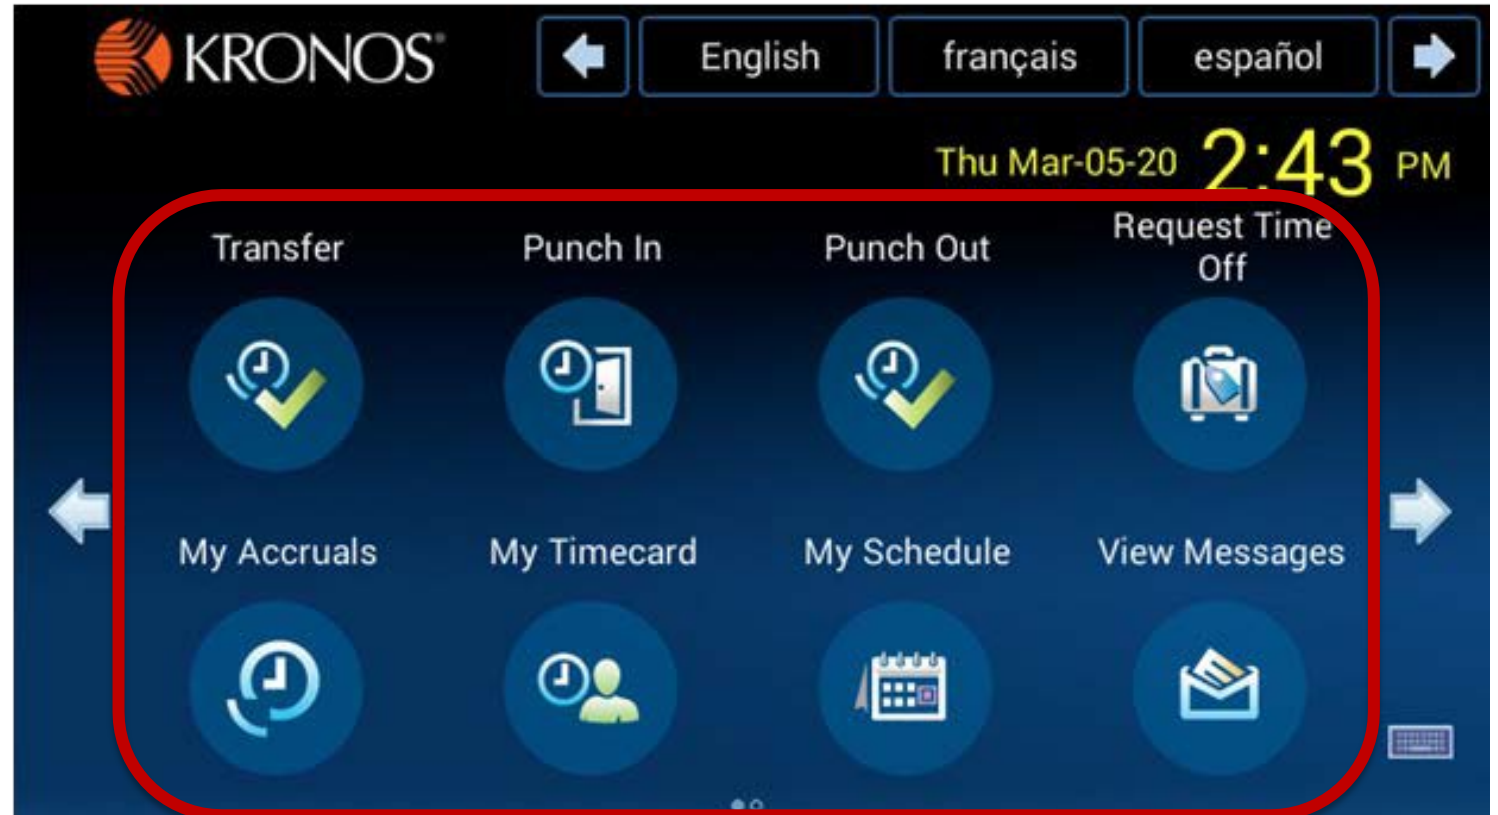 KRONOS®
English français español
Thu Mar-05-20 2:43 PM
Transfer Punch In Punch Out Request Time Off
My Accruals My Timecard My Schedule View Messages